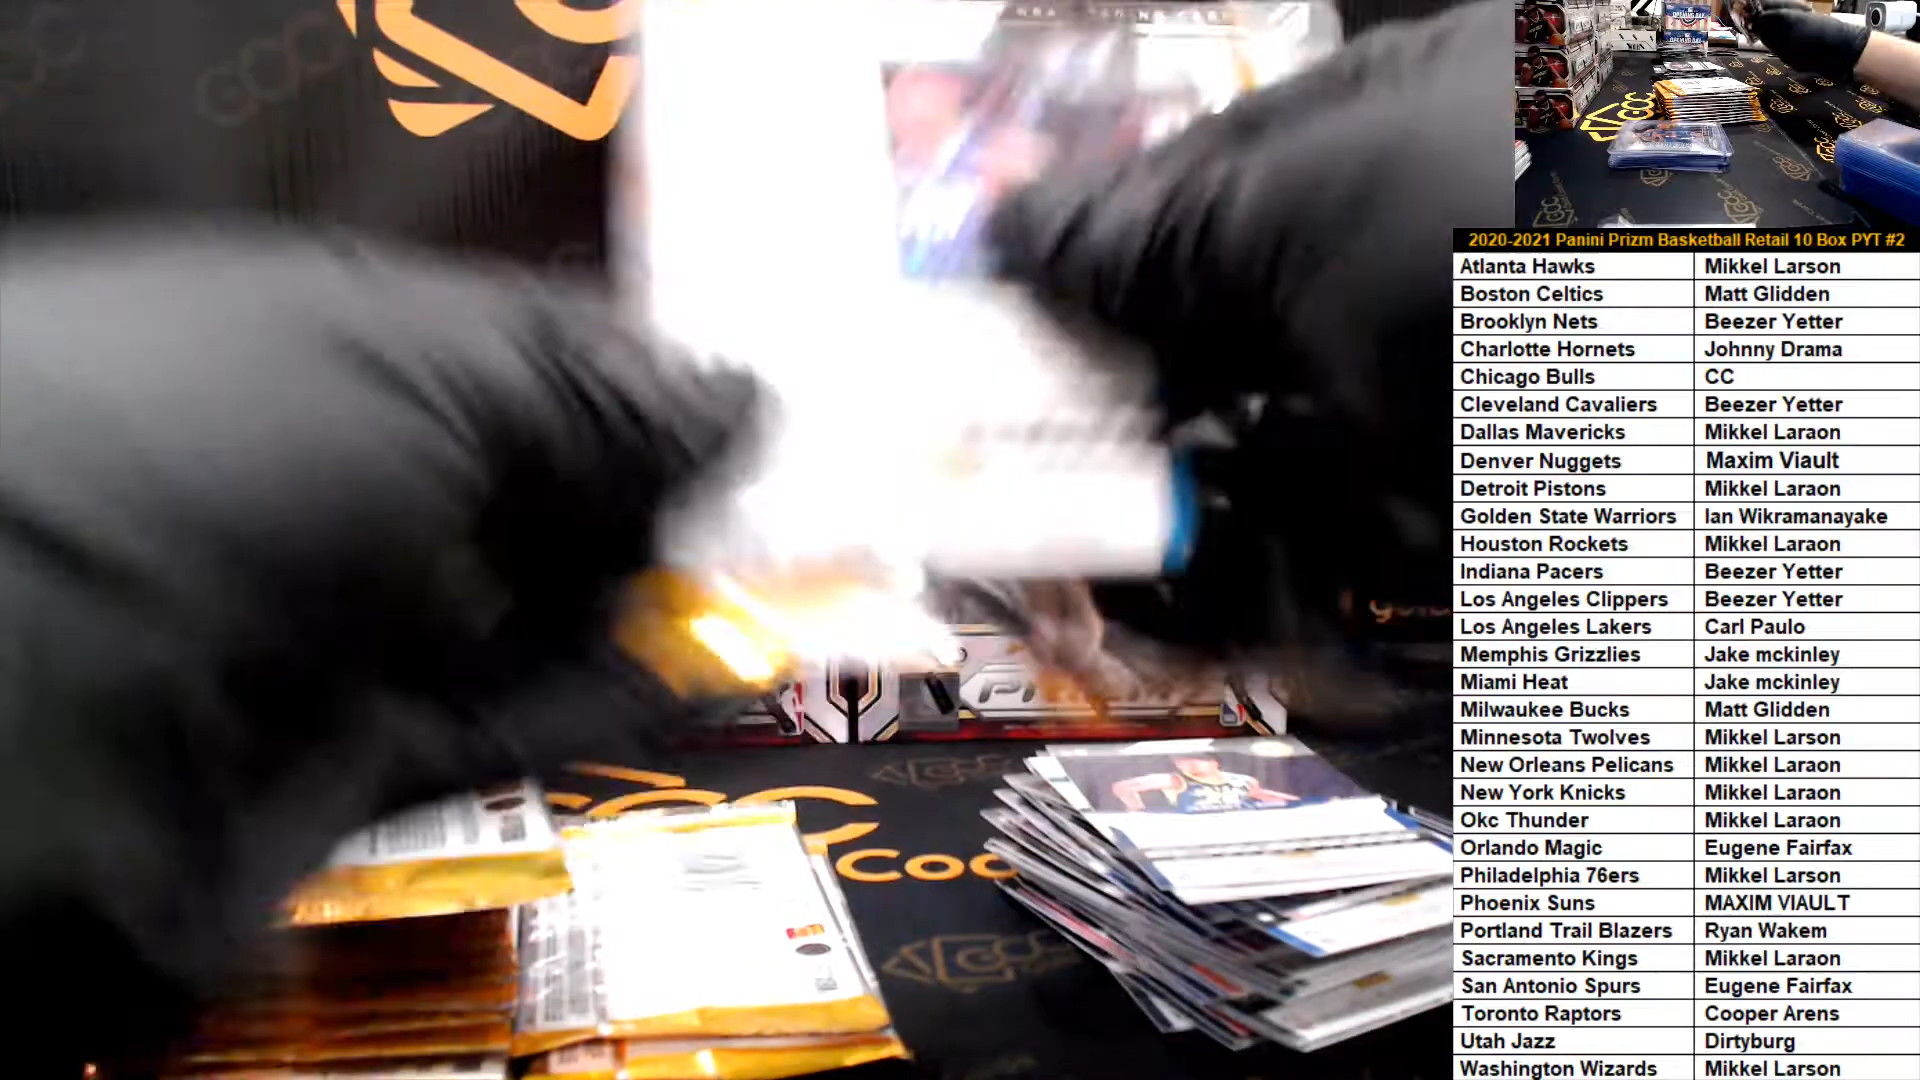 GCC
2020-2021 Panini Prizm Basketball Retail 10 Box PYT #2
Atlanta Hawks Mikkel Larson
Boston Celtics Matt Glidden
Brooklyn Nets Beezer Yetter
Charlotte Hornets Johnny Drama
Chicago Bulls CC
Cleveland Cavaliers Beezer Yetter
Dallas Mavericks Mikkel Laraon
Denver Nuggets Maxim Viault
Detroit Pistons Mikkel Laraon
Golden State Warriors Ian Wikramanayake
Houston Rockets Mikkel Laraon
Indiana Pacers Beezer Yetter
Los Angeles Clippers Beezer Yetter
Los Angeles Lakers Carl Paulo
Memphis Grizzlies Jake mckinley
Miami Heat Jake mckinley
Milwaukee Bucks Matt Glidden
Minnesota Twolves Mikkel Larson
New Orleans Pelicans Mikkel Laraon
New York Knicks Mikkel Laraon
Okc Thunder Mikkel Laraon
Orlando Magic Eugene Fairfax
Philadelphia 76ers Mikkel Larson
Phoenix Suns MAXIM VIAULT
Portland Trail Blazers Ryan Wakem
Sacramento Kings Mikkel Laraon
San Antonio Spurs Eugene Fairfax
Toronto Raptors Cooper Arens
Utah Jazz Dirtyburg
Washington Wizards Mikkel Larson